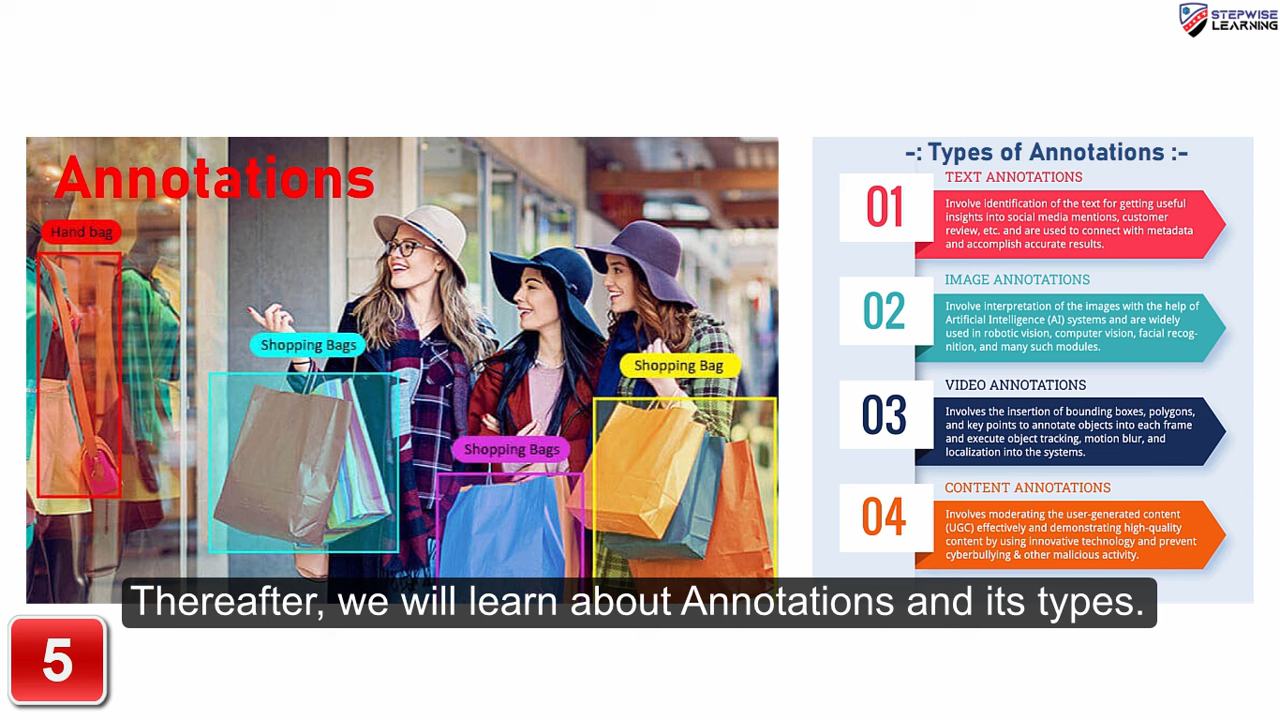 STEPWISE
LEARNING
Annotations
Hand bag
Shopping Bags
Shopping Bag
Shopping Bags
-: Types of Annotations :-
01
TEXT ANNOTATIONS
Involve identification of the text for getting useful
insights into social media mentions, customer
review, etc. and are used to connect with metadata
and accomplish accurate results.
02
IMAGE ANNOTATIONS
Involve interpretation of the images with the help of
Artificial Intelligence (AI) systems and are widely
used in robotic vision, computer vision, facial recog-
nition, and many such modules.
03
VIDEO ANNOTATIONS
Involves the insertion of bounding boxes, polygons,
and key points to annotate objects into each frame
and execute object tracking, motion blur, and
localization into the systems.
04
CONTENT ANNOTATIONS
Involves moderating the user-generated content
(UGC) effectively and demonstrating high-quality
content by using innovative technology and prevent
cyberbullying & other malicious activity.
Thereafter, we will learn about Annotations and its types.
5